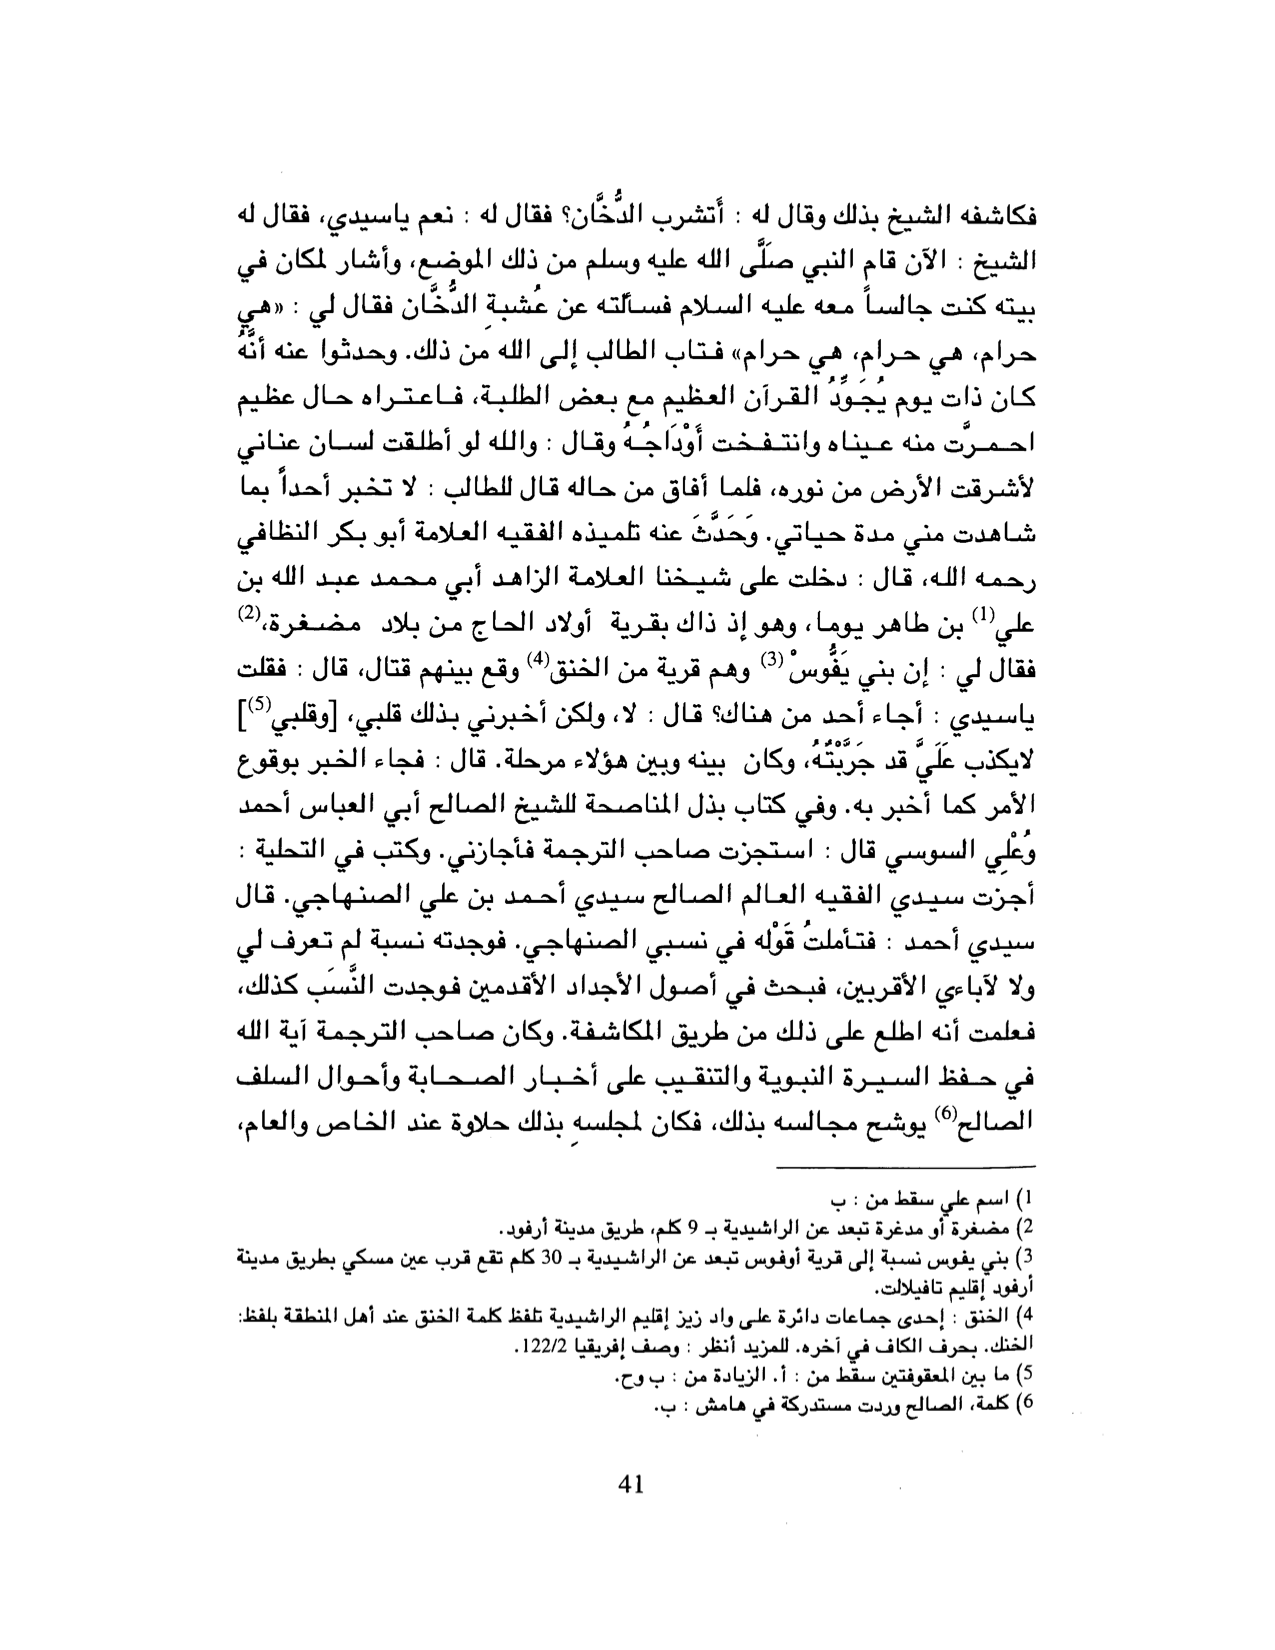 فكاشفه الشيخ بذلك وقال له : أتشرب الدُّخَّان؟ فقال له : نعم ياسيدي، فقال له
الشيخ : الآن قام النبي صلَّى الله عليه وسلم من ذلك الموضع، وأشار لمكان في
بيته كنت جالساً معه عليه السلام فسألته عن عُشبةِ الدُّخَّان فقال لي : «هي
حرام، هي حرام، هي حرام» فتاب الطالب إلى الله من ذلك. وحدثوا عنه أنَّهُ
كان ذات يوم يُجَوِّدُ القرآن العظيم مع بعض الطلبة، فاعتراه حال عظيم
احمرَّت منه عيناه وانتفخت أوْدَاجُهُ وقال : والله لو أطلقت لسان عناني
لأشرقت الأرض من نوره، فلما أفاق من حاله قال للطالب : لا تخبر أحداً بما
شاهدت مني مدة حياتي. وَحَدَّثَ عنه تلميذه الفقيه العلامة أبو بكر النظافي
رحمه الله، قال : دخلت على شيخنا العلامة الزاهد أبي محمد عبد الله بن
علي(1) بن طاهر يوما، وهو إذ ذاك بقرية أولاد الحاج من بلاد مضغرة،(2)
فقال لي : إن بني يَفُّوسْ(3) وهم قرية من الخنق(4) وقع بينهم قتال، قال : فقلت
ياسيدي : أجاء أحد من هناك؟ قال : لا، ولكن أخبرني بذلك قلبي، [وقلبي(5)]
لايكذب عَلَيَّ قد جَرَّبْتُهُ، وكان بينه وبين هؤلاء مرحلة. قال : فجاء الخبر بوقوع
الأمر كما أخبر به. وفي كتاب بذل المناصحة للشيخ الصالح أبي العباس أحمد
وُعْلِي السوسي قال : استجزت صاحب الترجمة فأجازني. وكتب في التحلية :
أجزت سيدي الفقيه العالم الصالح سيدي أحمد بن علي الصنهاجي. قال
سيدي أحمد : فتأملتُ قَوْله في نسبي الصنهاجي. فوجدته نسبة لم تعرف لي
ولا لآباءي الأقربين، فبحث في أصول الأجداد الأقدمين فوجدت النَّسَب كذلك،
فعلمت أنه اطلع على ذلك من طريق المكاشفة. وكان صاحب الترجمة آية الله
في حفظ السيرة النبوية والتنقيب على أخبار الصحابة وأحوال السلف
الصالح(6) يوشح مجالسه بذلك، فكان لمجلسهِ بذلك حلاوة عند الخاص والعام،
1) اسم علي سقط من : ب
2) مضغرة أو مدغرة تبعد عن الراشيدية بـ 9 كلم، طريق مدينة أرفود.
3) بني يفوس نسبة إلى قرية أوفوس تبعد عن الراشيدية بـ 30 كلم تقع قرب عين مسكي بطريق مدينة
أرفود إقليم تافيلالت.
4) الخنق : إحدى جماعات دائرة على واد زيز إقليم الراشيدية تلفظ كلمة الخنق عند أهل المنطقة بلفظ:
الخنك. بحرف الكاف في آخره. للمزيد أنظر : وصف إفريقيا 122/2.
5) ما بين المعقوفتين سقط من : أ. الزيادة من : ب وح.
6) كلمة، الصالح وردت مستدركة في هامش : ب.
41